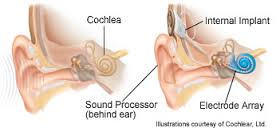 Cochlea
Internal Implant
Sound Processor
(behind ear)
Electrode Array
Illustrations courtesy of Cochlear, Ltd.